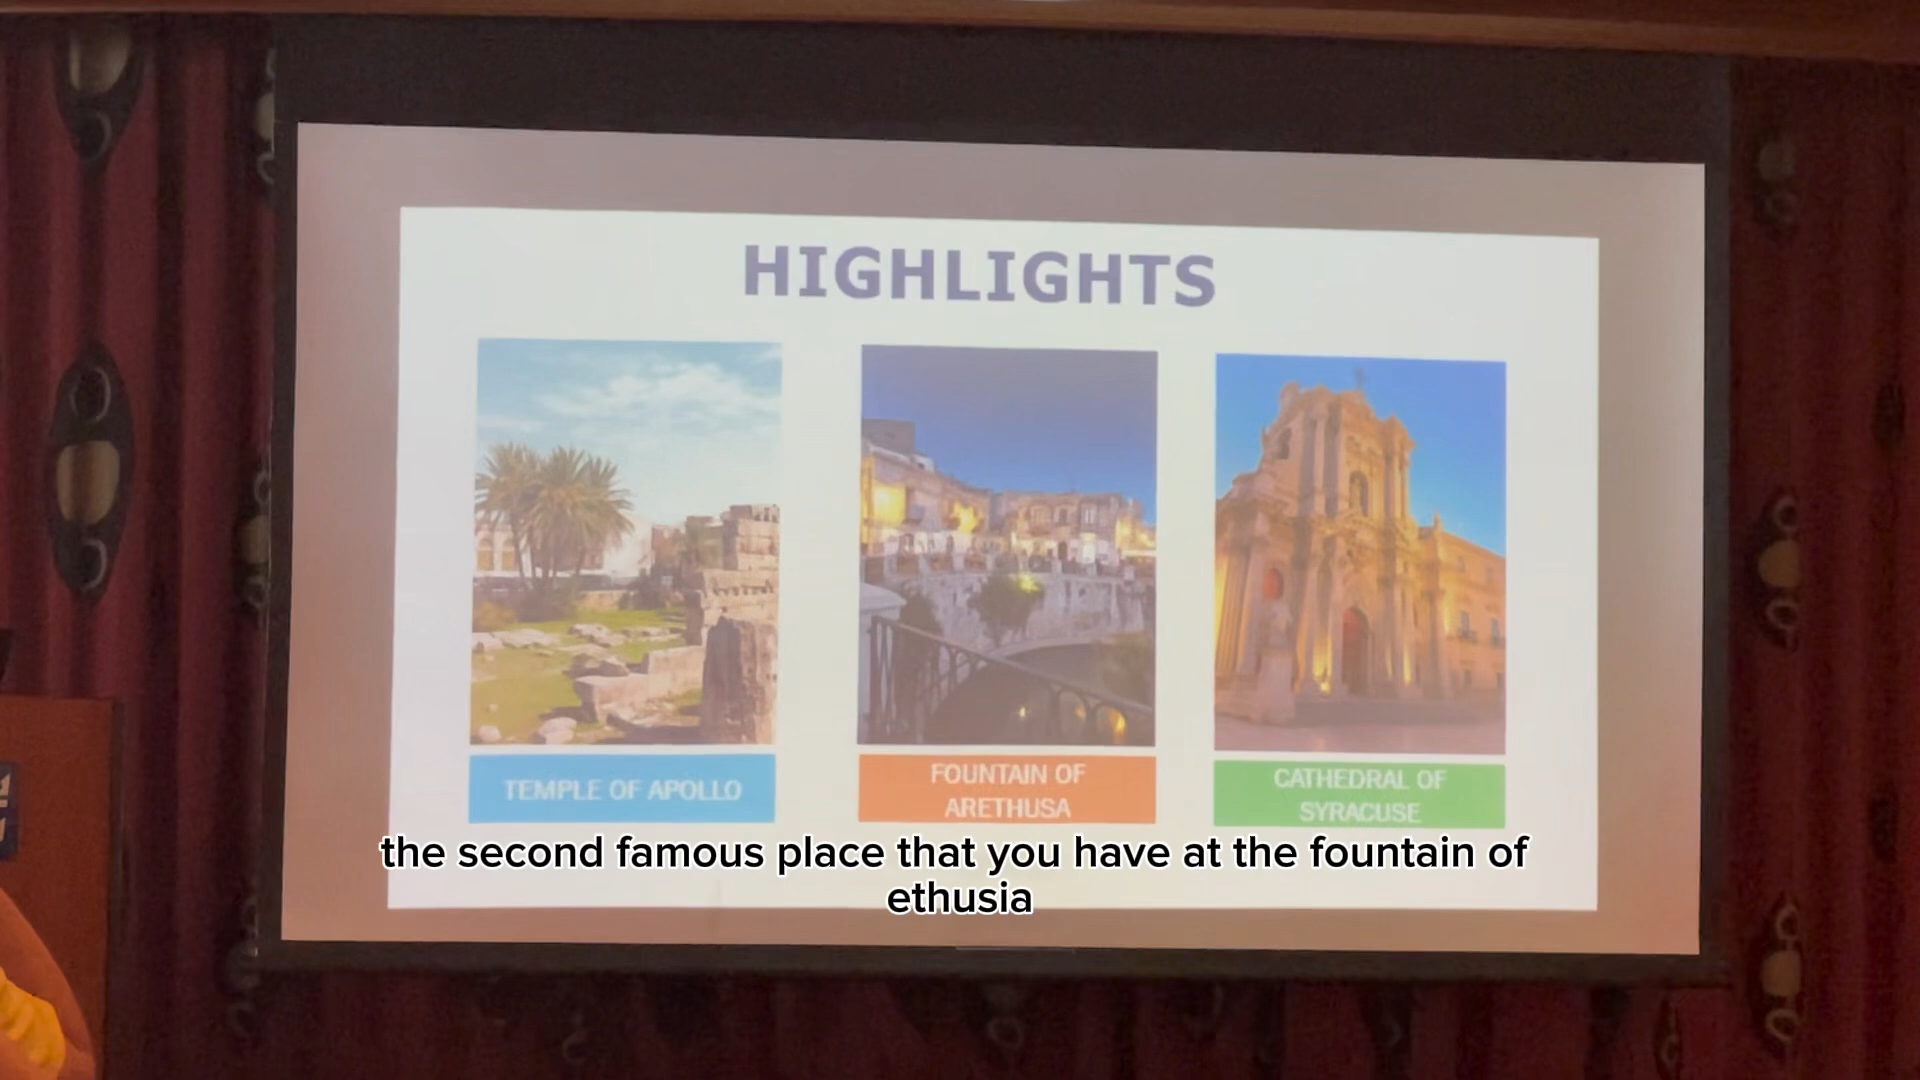 HIGHLIGHTS
TEMPLE OF APOLLO
FOUNTAIN OF
ARETHUSA
CATHEDRAL OF
SYRACUSE
the second famous place that you have at the fountain of
ethusia